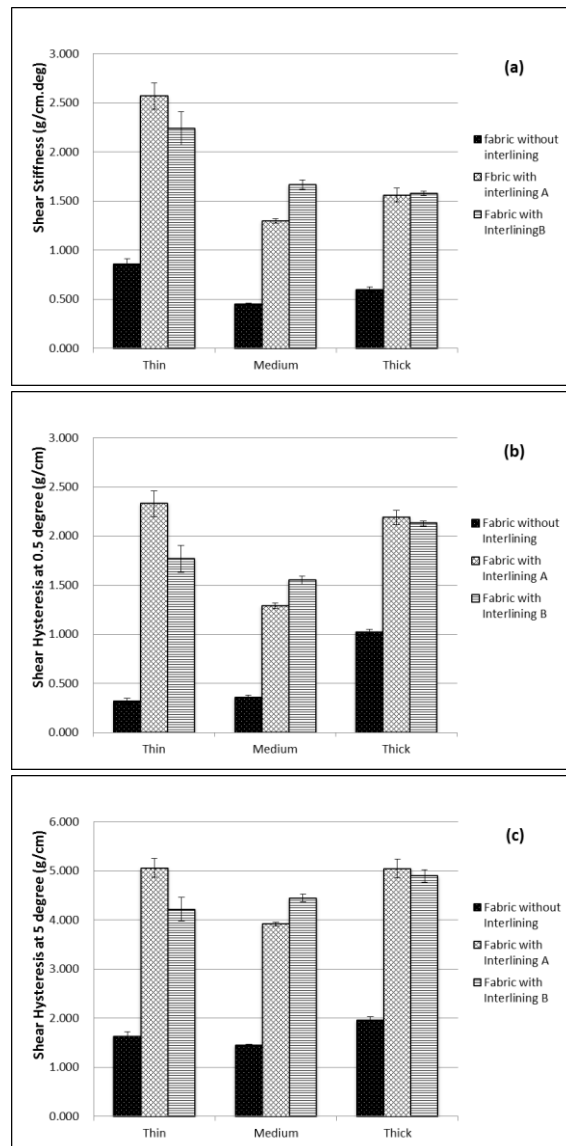 (a)
Shear Stiffness (g/cm.deg)
3.000
2.500
2.000
1.500
1.000
0.500
0.000
Thin Medium Thick
fabric without
interlining
Fbric with
interlining A
Fabric with
InterliningB
(b)
Shear Hysteresis at 0.5 degree (g/cm)
3.000
2.500
2.000
1.500
1.000
0.500
0.000
Thin Medium Thick
Fabric without
Interlining
Fabric with
Interlining A
Fabric with
Interlining B
(c)
Shear Hysteresis at 5 degree (g/cm)
6.000
5.000
4.000
3.000
2.000
1.000
0.000
Thin Medium Thick
Fabric without
Interlining
Fabric with
Interlining A
Fabric with
Interlining B